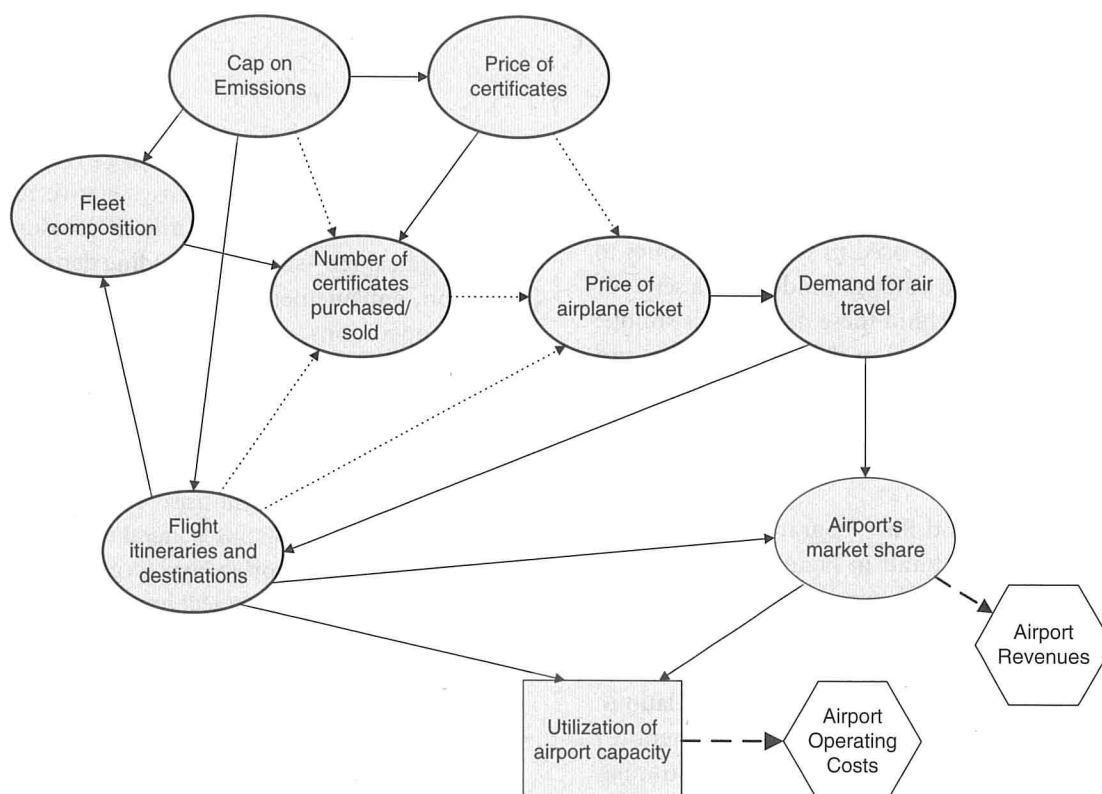 Cap on
Emissions
Price of
certificates
Fleet
composition
Number of
certificates
purchased/
sold
Price of
airplane ticket
Demand for air
travel
Flight
itineraries and
destinations
Airport's
market share
Airport
Revenues
Utilization of
airport capacity
Airport
Operating
Costs